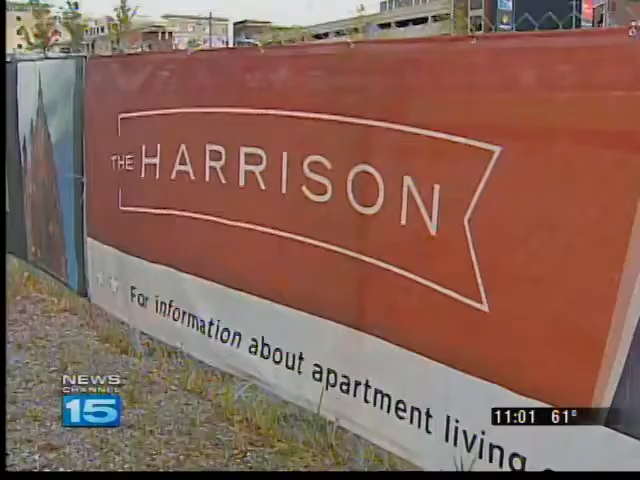 THE HARRISON
For information about apartment living
NEWS
CHANNEL
15
11:01 61°